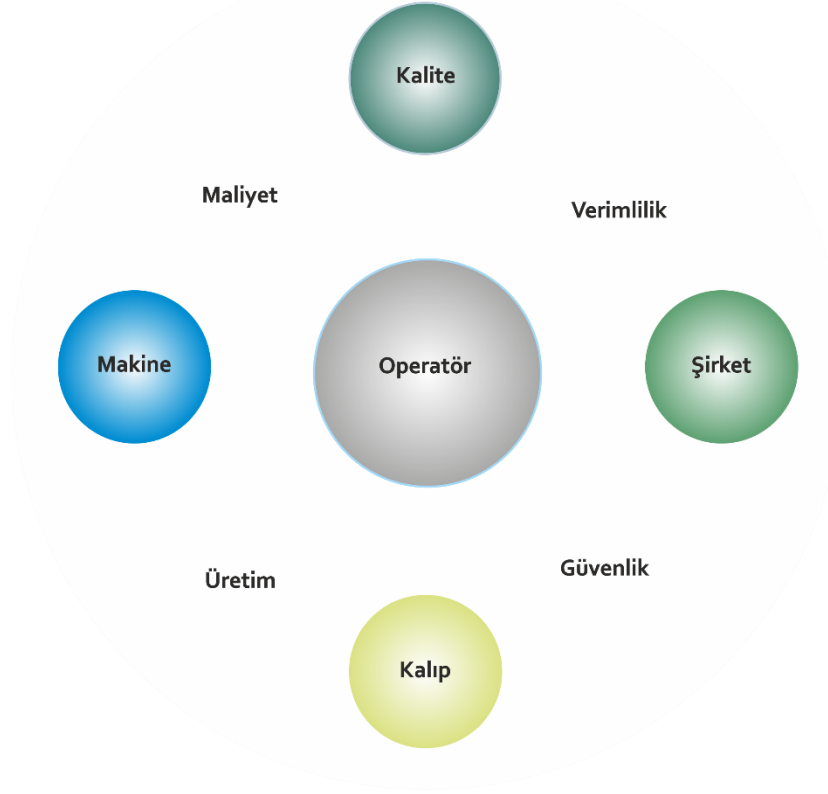 Kalite
Maliyet
Verimlilik
Makine
Operatör
Şirket
Üretim
Güvenlik
Kalıp